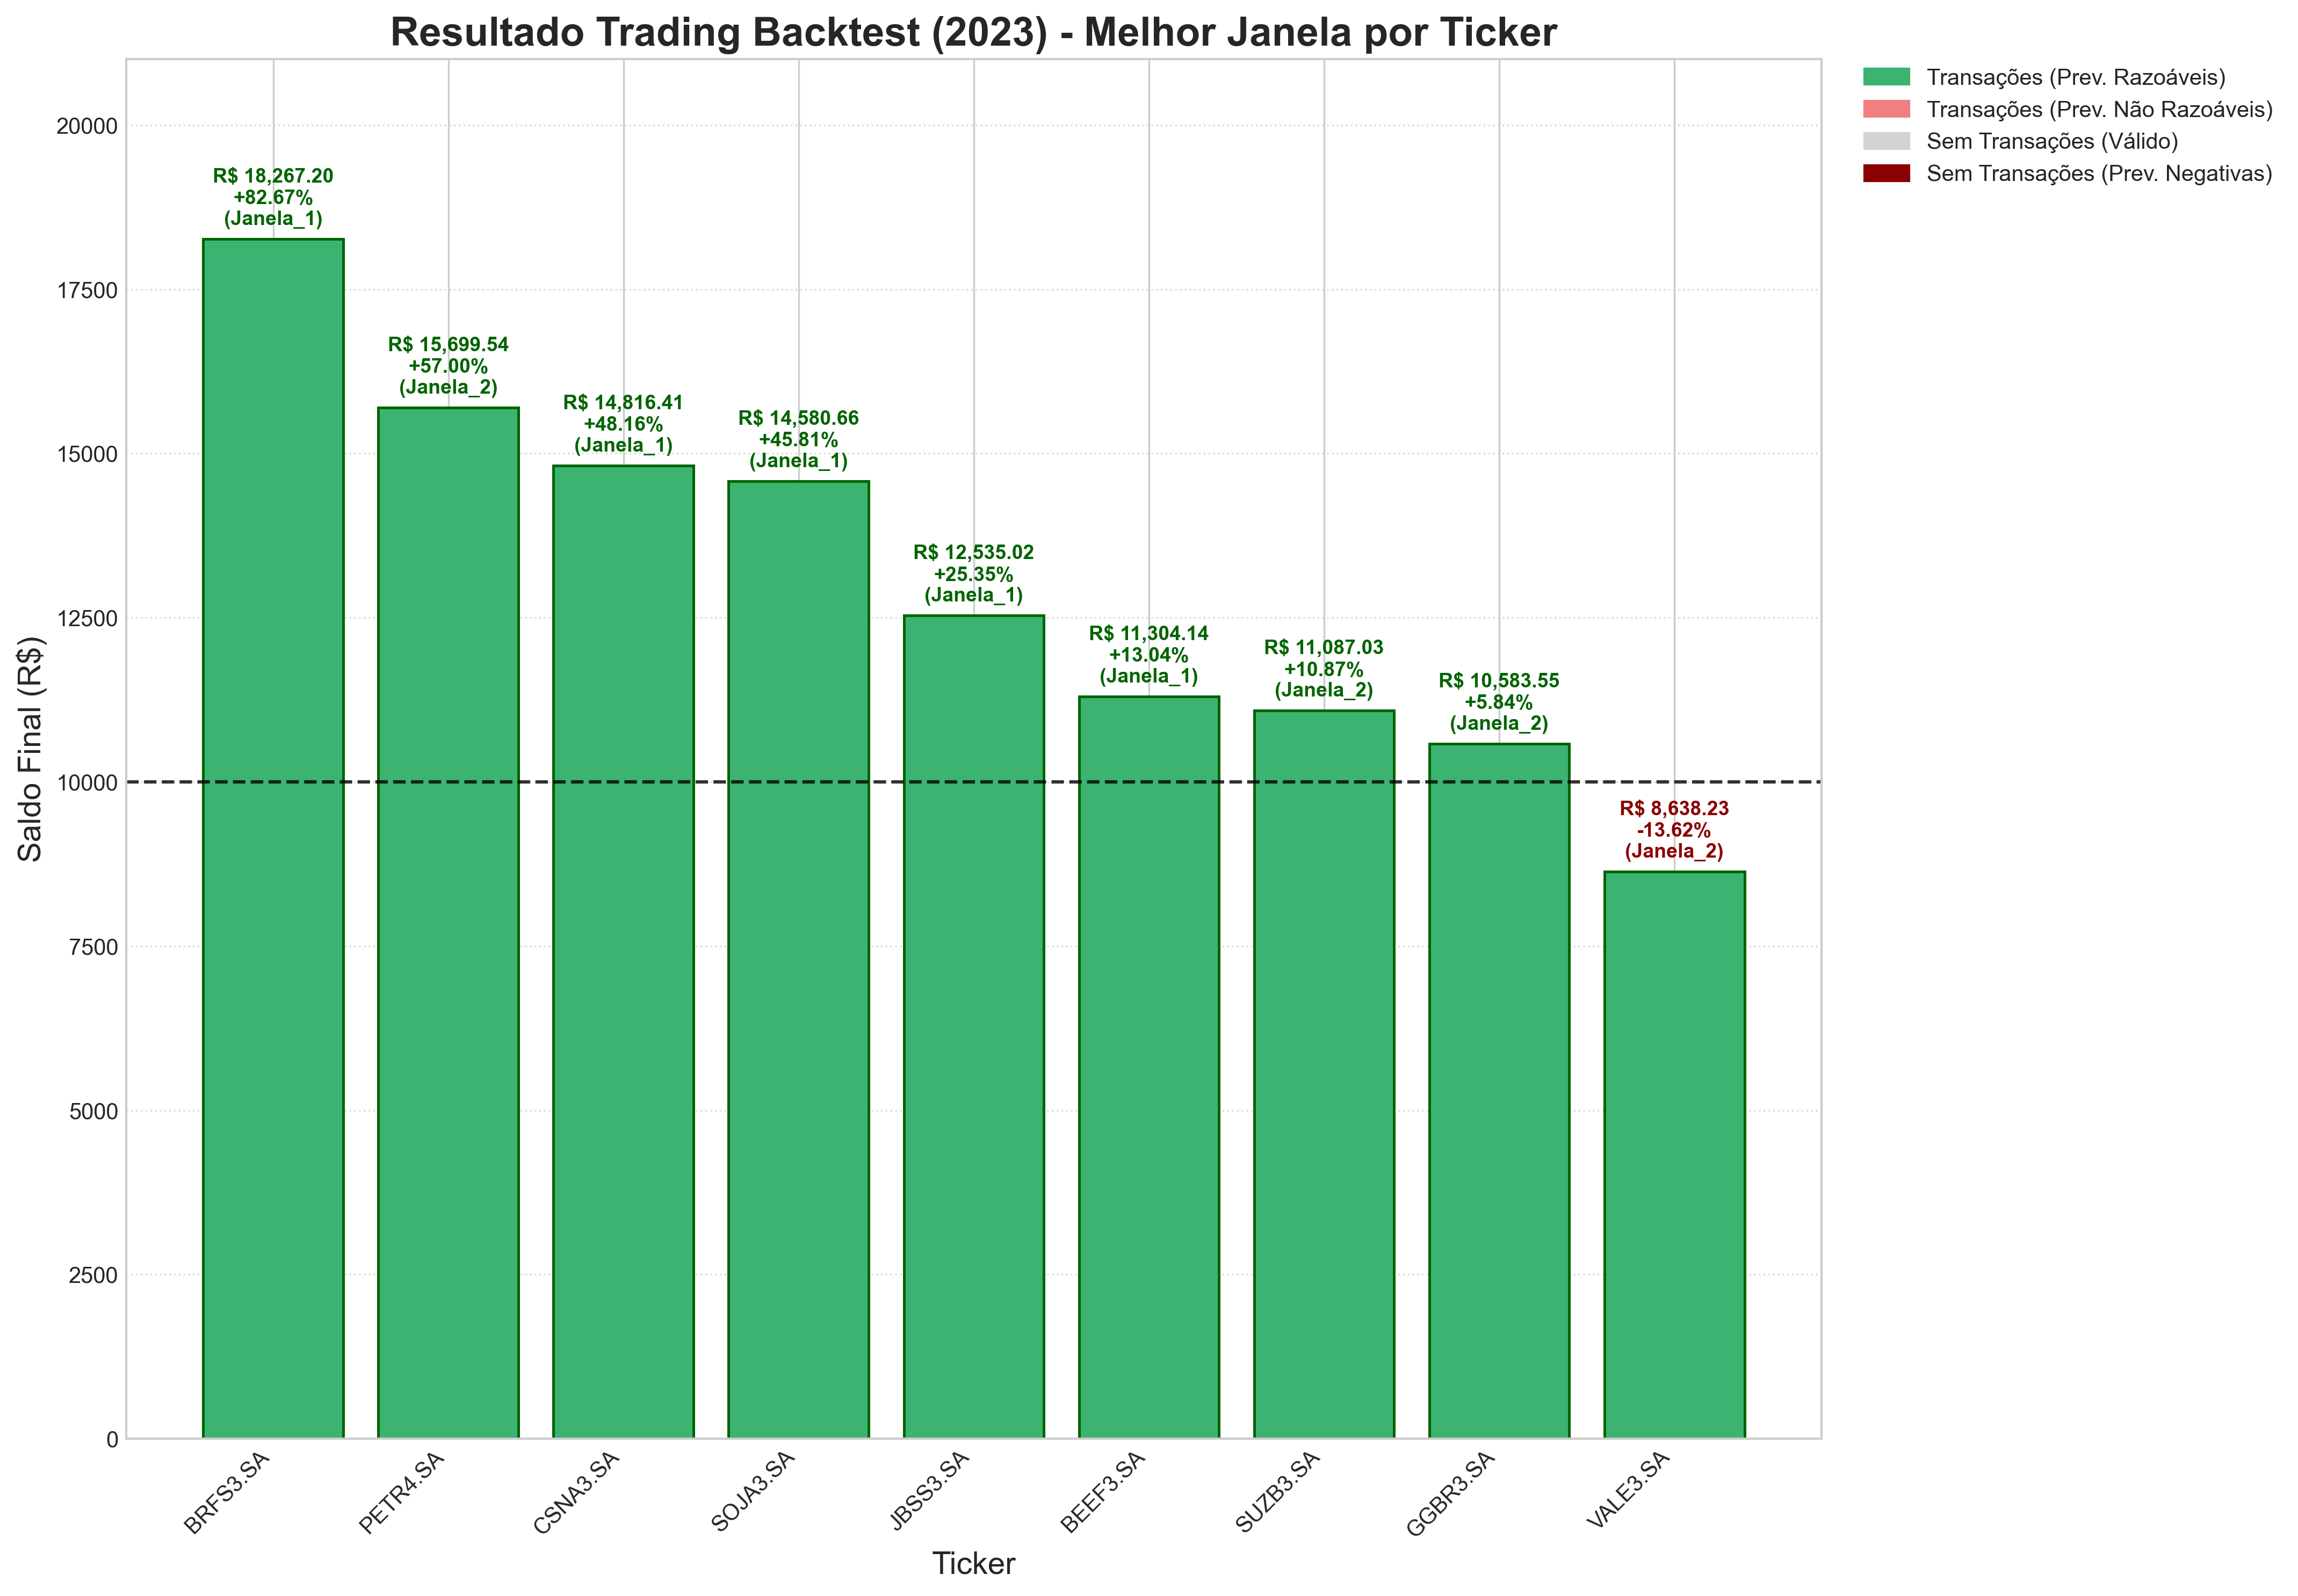 Resultado Trading Backtest (2023) - Melhor Janela por Ticker
Transações (Prev. Razoáveis)
Transações (Prev. Não Razoáveis)
Sem Transações (Válido)
Sem Transações (Prev. Negativas)
Saldo Final (R$)
20000
17500
15000
12500
10000
7500
5000
2500
0
R$ 18,267.20
+82.67%
(Janela_1)
R$ 15,699.54
+57.00%
(Janela_2)
R$ 14,816.41
+48.16%
(Janela_1)
R$ 14,580.66
+45.81%
(Janela_1)
R$ 12,535.02
+25.35%
(Janela_1)
R$ 11,304.14
+13.04%
(Janela_1)
R$ 11,087.03
+10.87%
(Janela_2)
R$ 10,583.55
+5.84%
(Janela_2)
R$ 8,638.23
-13.62%
(Janela_2)
BRFS3.SA
PETR4.SA
CSNA3.SA
SOJA3.SA
JBSS3.SA
BEEF3.SA
SUZB3.SA
GGBR3.SA
VALE3.SA
Ticker